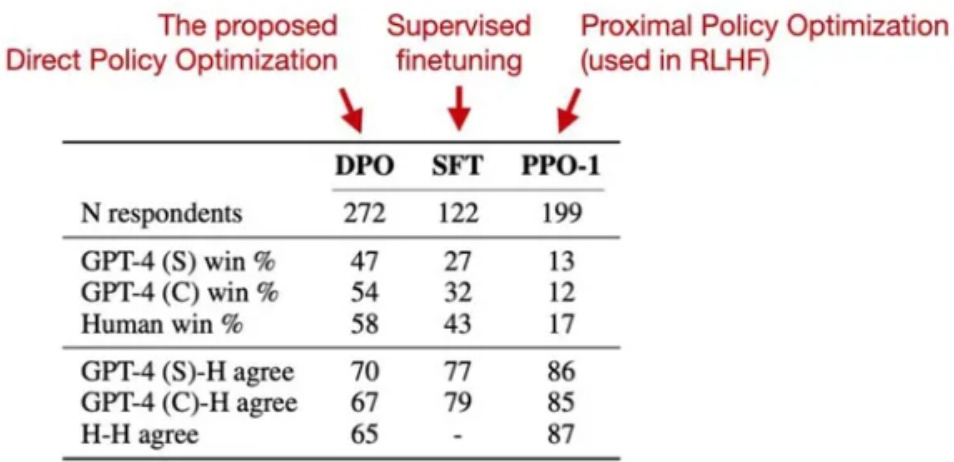 The proposed
Direct Policy Optimization
Supervised
finetuning
Proximal Policy Optimization
(used in RLHF)
DPO SFT PPO-1
N respondents 272 122 199
GPT-4 (S) win % 47 27 13
GPT-4 (C) win % 54 32 12
Human win % 58 43 17
GPT-4 (S)-H agree 70 77 86
GPT-4 (C)-H agree 67 79 85
H-H agree 65 - 87